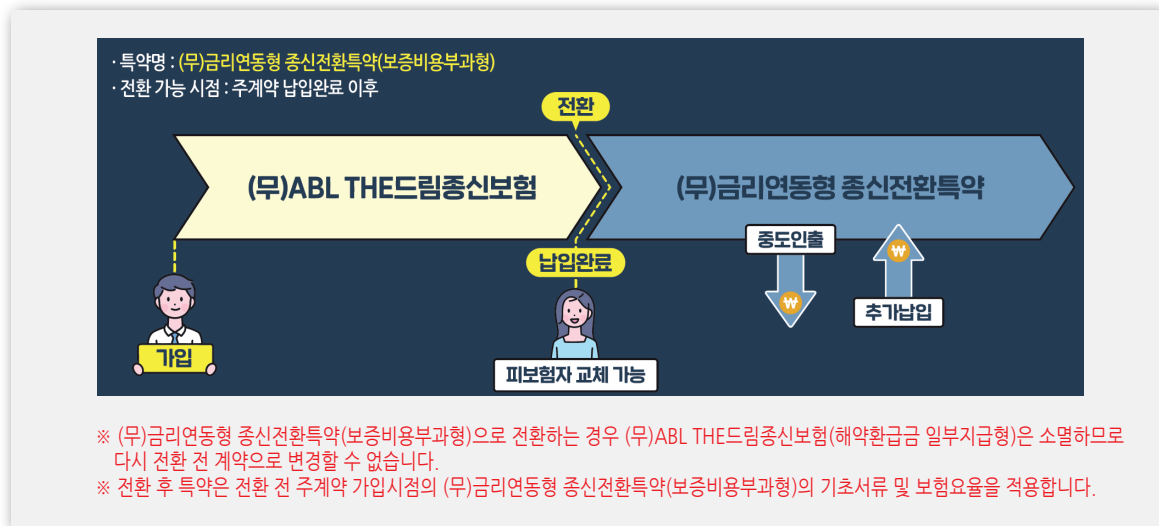 · 특약명 : (무)금리연동형 종신전환특약(보증비용부과형)
· 전환 가능 시점 : 주계약 납입완료 이후
전환
(무)ABL THE드림종신보험
(무)금리연동형 종신전환특약
중도인출
₩
₩
추가납입
납입완료
가입
피보험자 교체 가능
※ (무)금리연동형 종신전환특약(보증비용부과형)으로 전환하는 경우 (무)ABL THE드림종신보험(해약환급금 일부지급형)은 소멸하므로
다시 전환 전 계약으로 변경할 수 없습니다.
※ 전환 후 특약은 전환 전 주계약 가입시점의 (무)금리연동형 종신전환특약(보증비용부과형)의 기초서류 및 보험요율을 적용합니다.